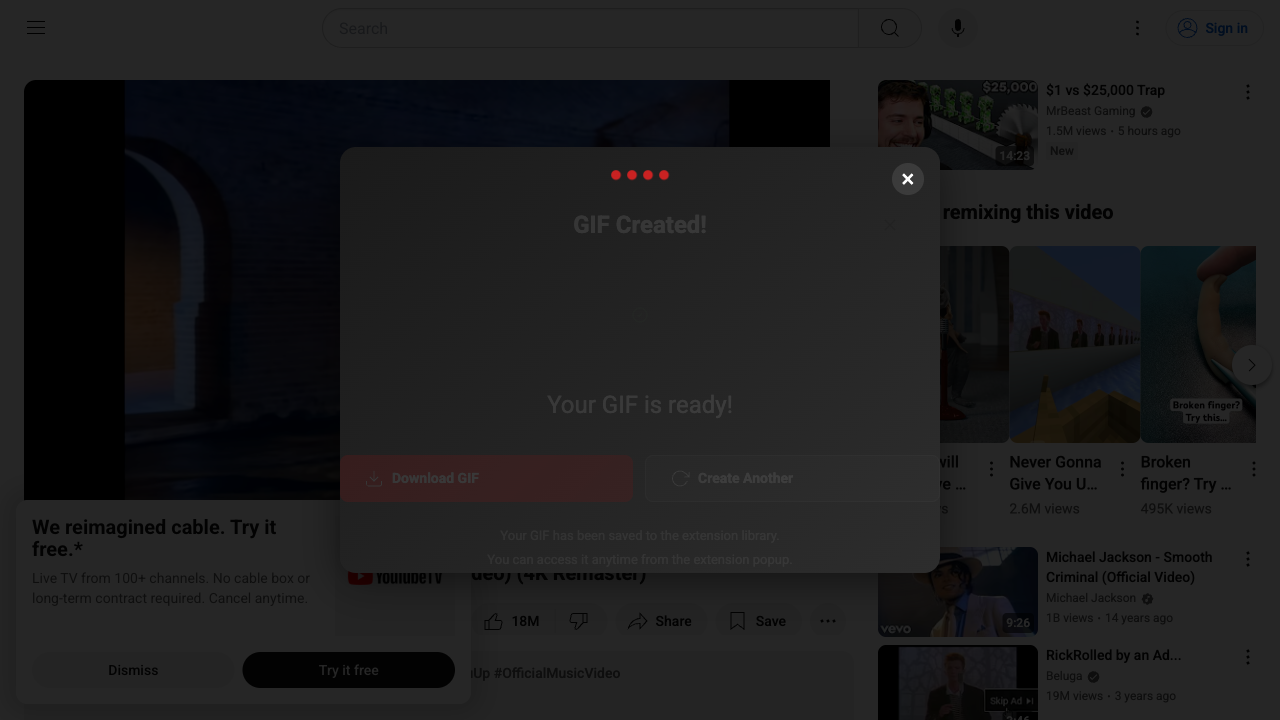 Search
Sign in
$25,000
14:23
$1 vs $25,000 Trap
MrBeast Gaming
1.5M views • 5 hours ago
New
GIF Created!
remixing this video
Your GIF is ready!
Broken finger?
Try this...
Download GIF
Create Another
will
Never Gonna
Broken
ve ...
Give You U...
finger? Try ...
2.6M views
495K views
Your GIF has been saved to the extension library.
You can access it anytime from the extension popup.
We reimagined cable. Try it
free.*
Live TV from 100+ channels. No cable box or
long-term contract required. Cancel anytime.
YouTubeTV
deo) (4K Remaster)
Dismiss
Try it free
18M
Share
Save
Up #OfficialMusicVideo
vevo
9:26
Michael Jackson - Smooth
Criminal (Official Video)
Michael Jackson
1B views • 14 years ago
Skip Ad
RickRolled by an Ad...
Beluga
19M views • 3 years ago